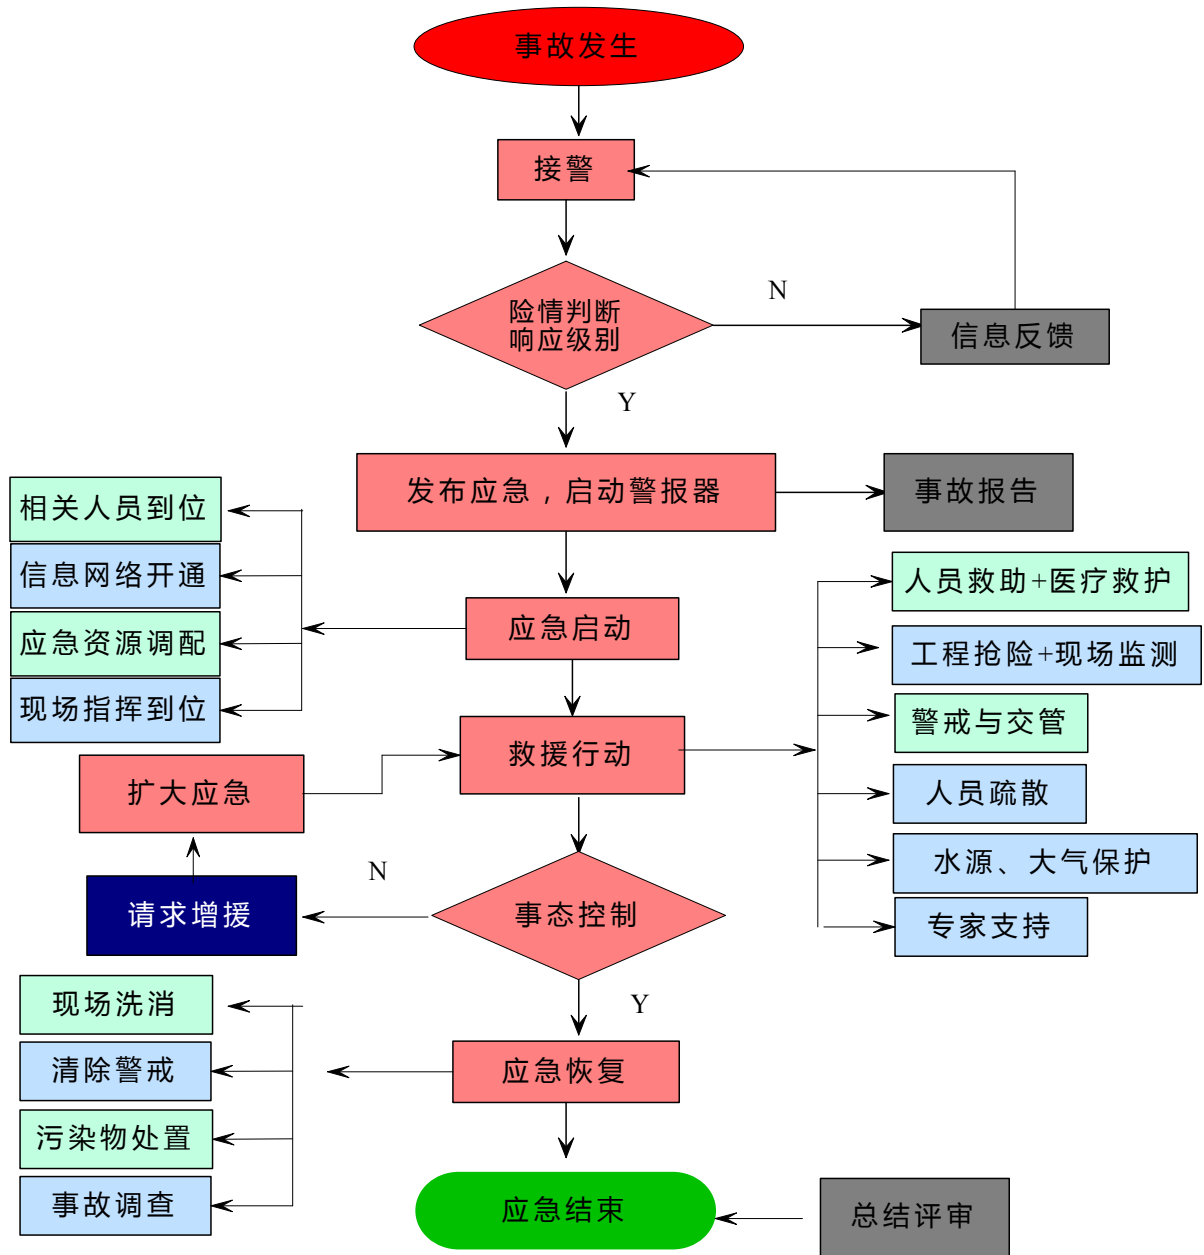 事故发生
接警
险情判断
响应级别
N
信息反馈
Y
发布应急，启动警报器
事故报告
相关人员到位
信息网络开通
应急资源调配
现场指挥到位
应急启动
人员救助+医疗救护
工程抢险+现场监测
警戒与交管
人员疏散
水源、大气保护
专家支持
救援行动
扩大应急
N
请求增援
事态控制
Y
现场洗消
清除警戒
污染物处置
事故调查
应急恢复
应急结束
总结评审